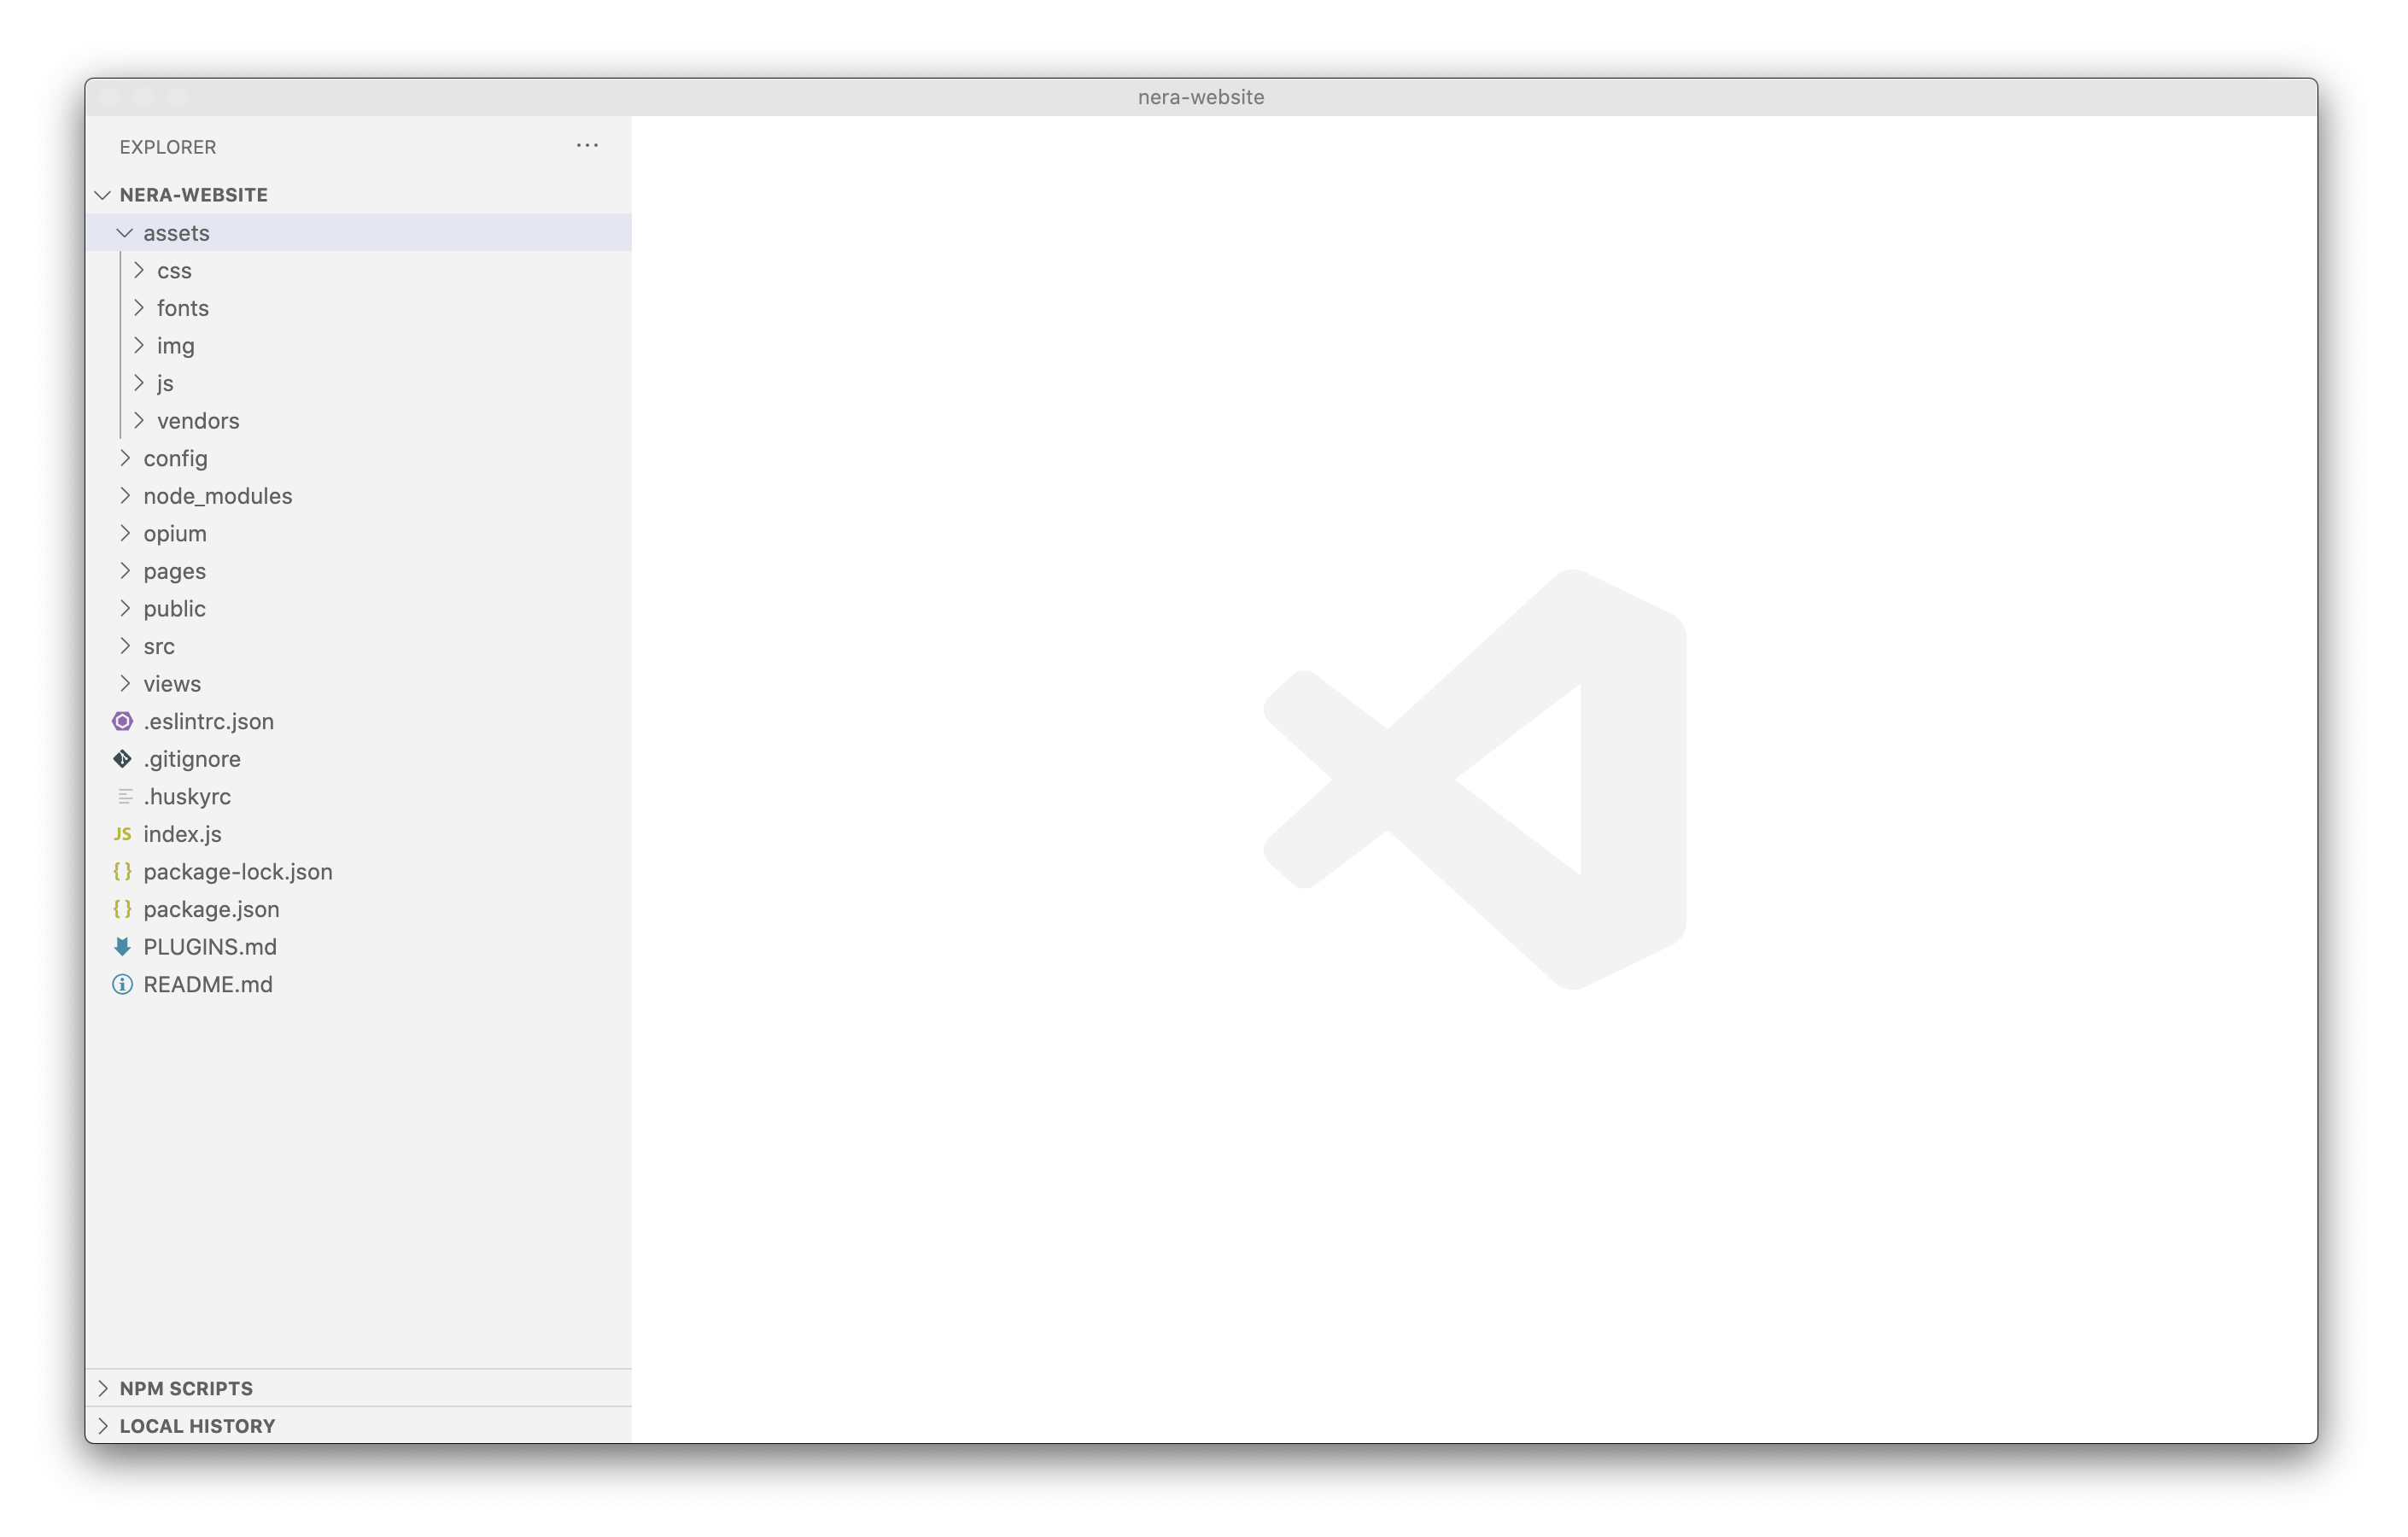 nera-website
EXPLORER
NERA-WEBSITE
assets
css
fonts
img
js
vendors
config
node_modules
opium
pages
public
src
views
.eslintrc.json
.gitignore
.huskyrc
JS index.js
{} package-lock.json
{} package.json
PLUGINS.md
README.md
NPM SCRIPTS
LOCAL HISTORY